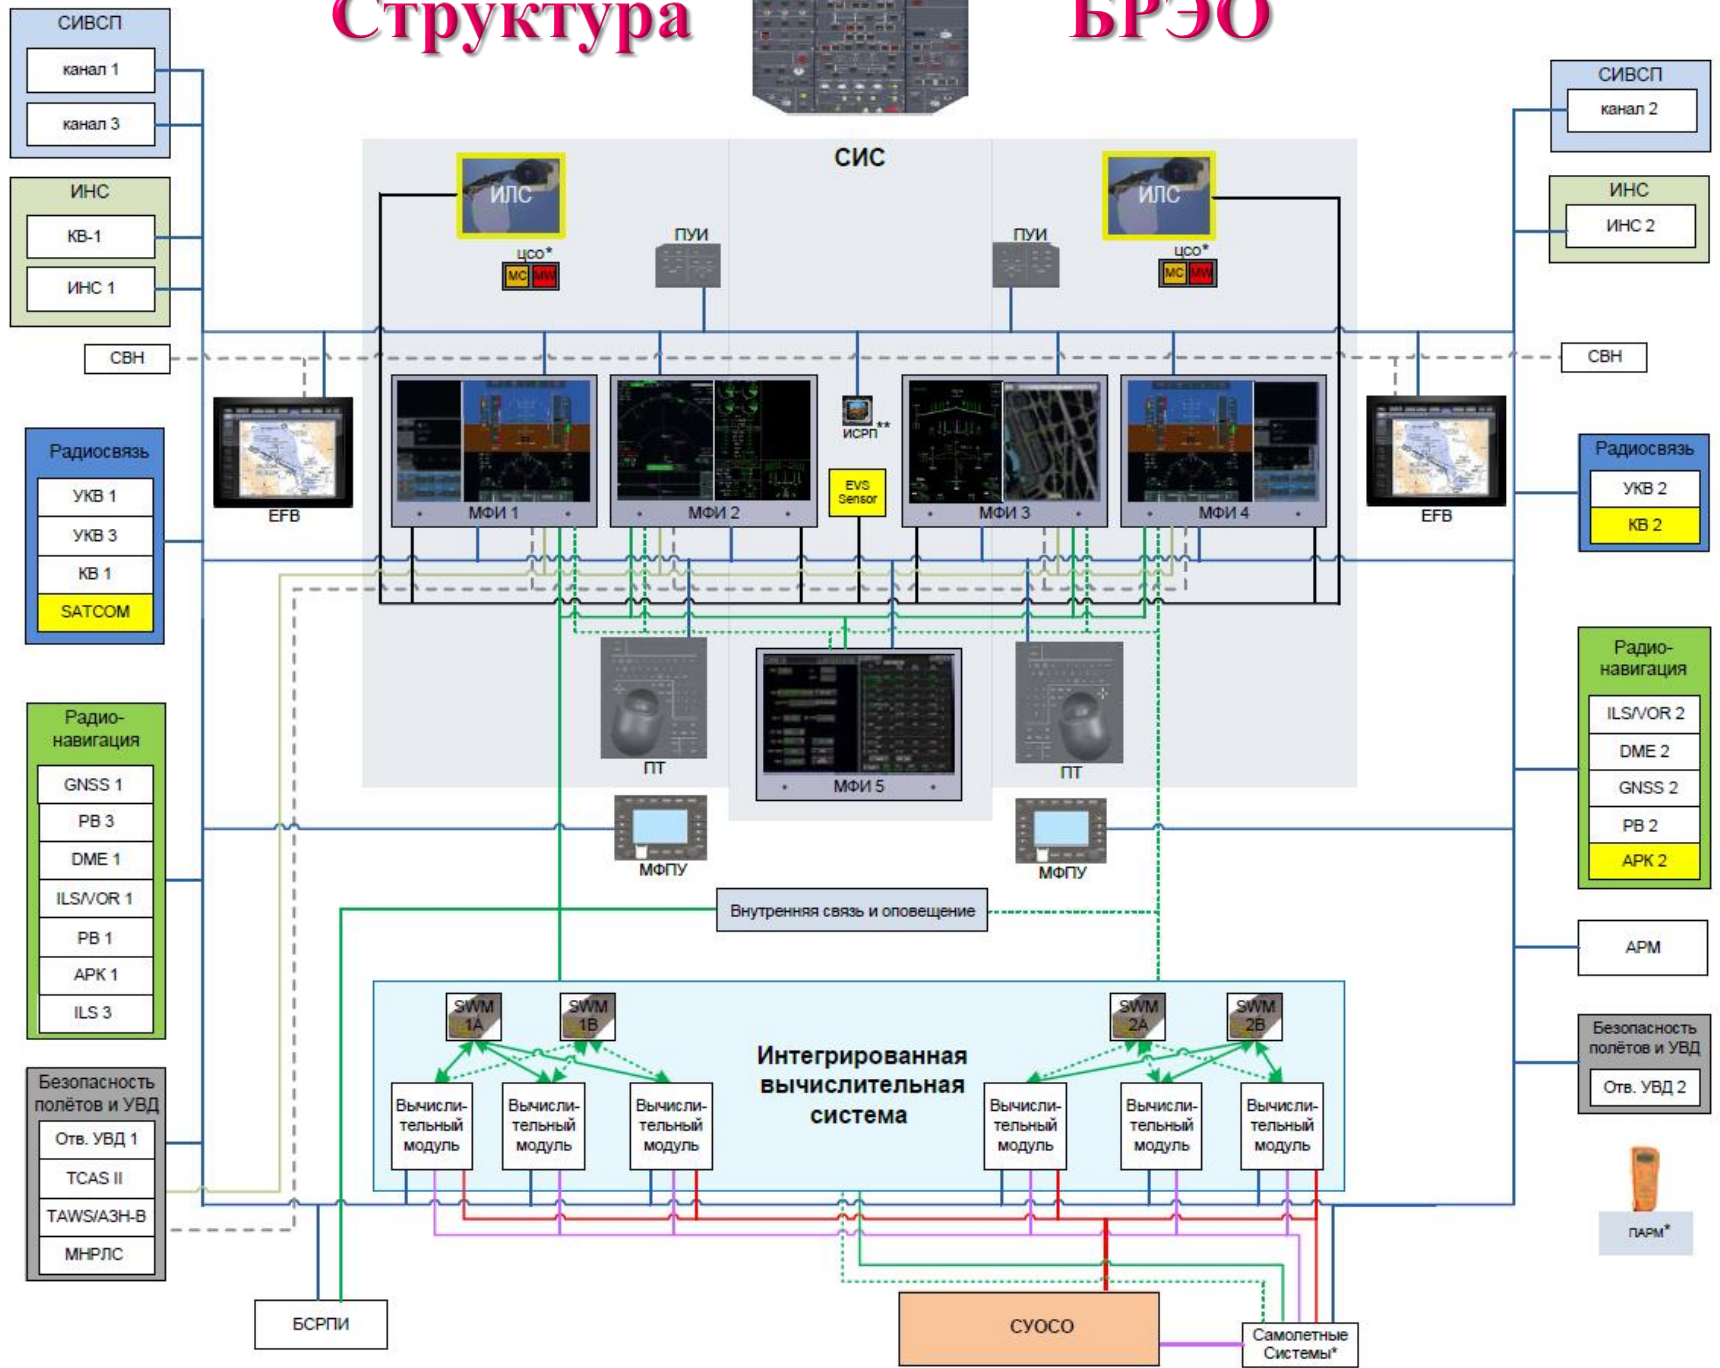 Структура БРЭО
СИВСП
канал 1
канал 3
ИНС
КВ-1
ИНС 1
СВН
Радиосвязь
УКВ 1
УКВ 3
КВ 1
SATCOM
Радио-
навигация
GNSS 1
РВ 3
DME 1
ILS/VOR 1
РВ 1
АРК 1
ILS 3
Безопасность
полётов и УВД
Отв. УВД 1
TCAS II
TAWS/АЗН-В
МНРЛС
БСРПИ
EFB
СИС
ИЛС
ЦСО*
MC MW
ПУИ
ПУИ
ИЛС
ЦСО*
MC MW
МФИ 1
МФИ 2
ИСРП**
EVS
Sensor
МФИ 3
МФИ 4
ПТ
МФИ 5
ПТ
МФПУ
МФПУ
Внутренняя связь и оповещение
SWM
1A
SWM
1B
SWM
2A
SWM
2B
Интегрированная
вычислительная
система
Вычисли-
тельный
модуль
Вычисли-
тельный
модуль
Вычисли-
тельный
модуль
Вычисли-
тельный
модуль
Вычисли-
тельный
модуль
Вычисли-
тельный
модуль
СУОСО
Самолетные
Системы*
СИВСП
канал 2
ИНС
ИНС 2
СВН
EFB
Радиосвязь
УКВ 2
КВ 2
Радио-
навигация
ILS/VOR 2
DME 2
GNSS 2
РВ 2
АРК 2
АРМ
Безопасность
полётов и УВД
Отв. УВД 2
ПАРМ*